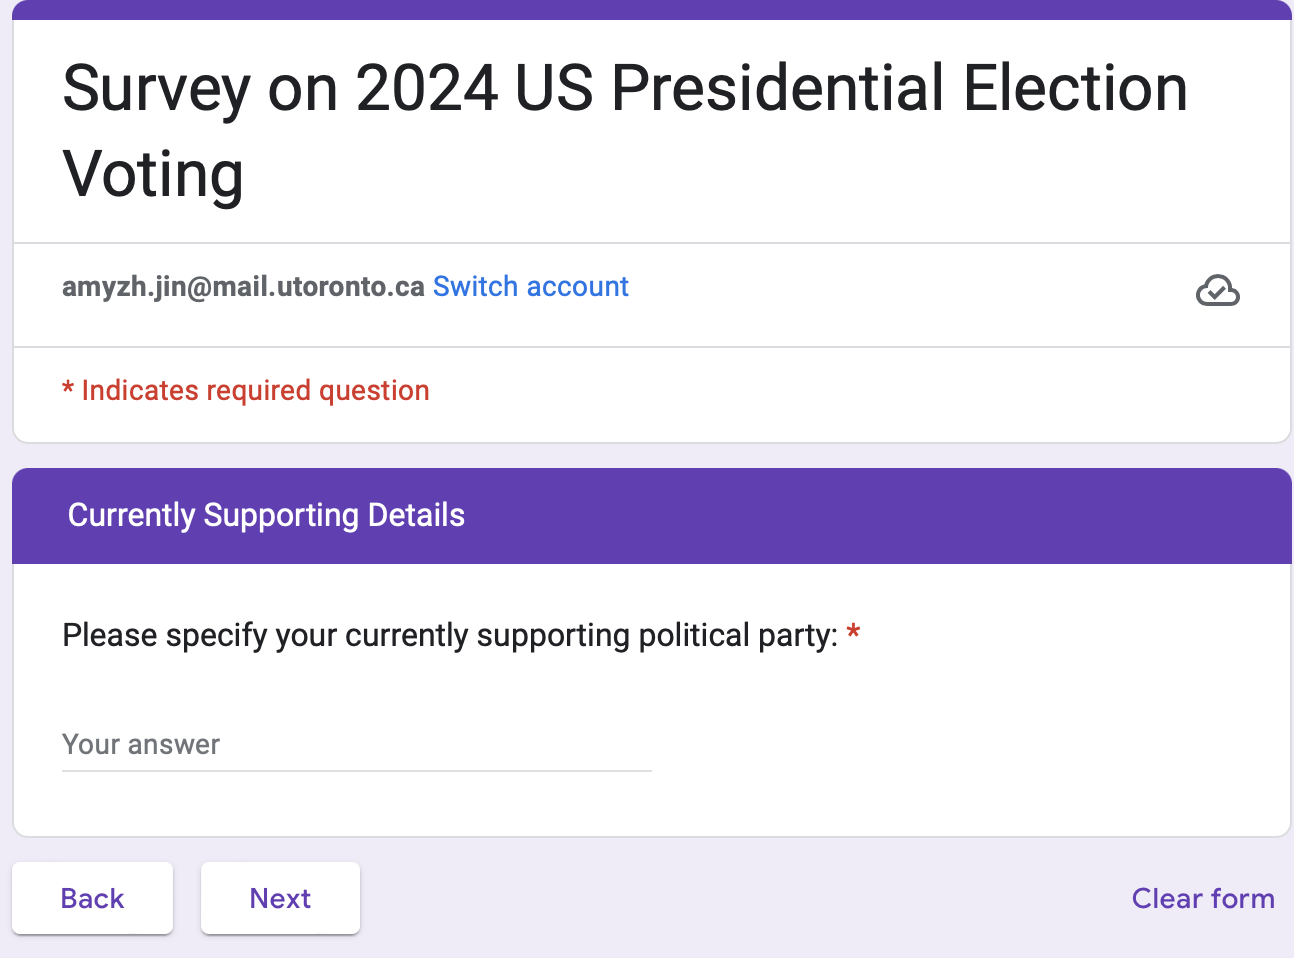 Survey on 2024 US Presidential Election
Voting
amyzh.jin@mail.utoronto.ca Switch account
* Indicates required question
Currently Supporting Details
Please specify your currently supporting political party: *
Your answer
Back
Next
Clear form